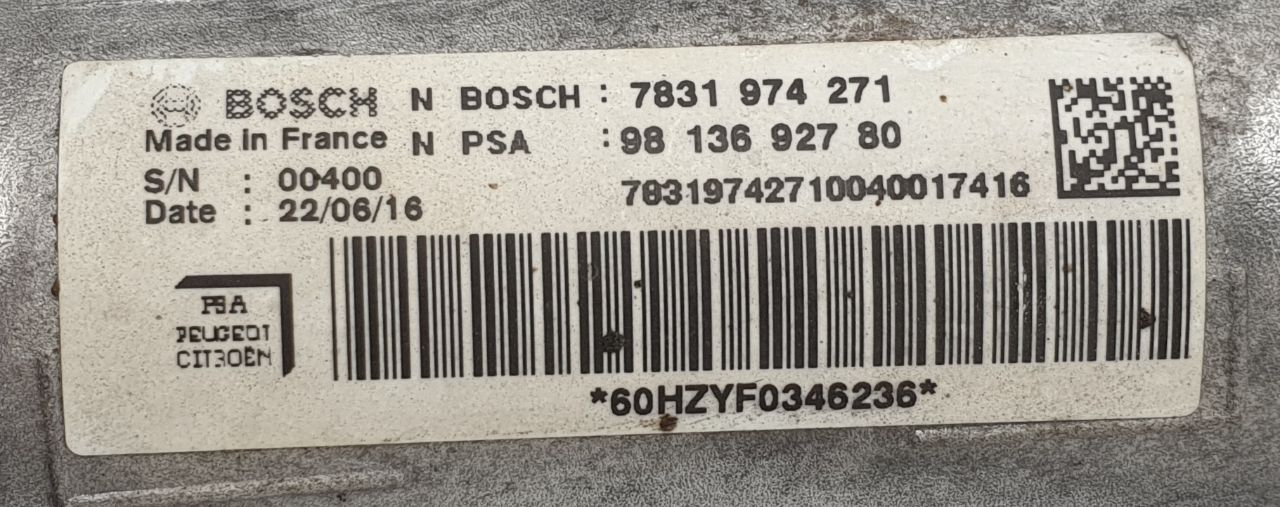 BOSCH N BOSCH : 7831 974 271
Made In France N PSA : 98 136 927 80
S/N : 00400
78319742710040017416
Date : 22/06/16
PSA
PEUGEOT
CITROËN
*60HZYF0346236*